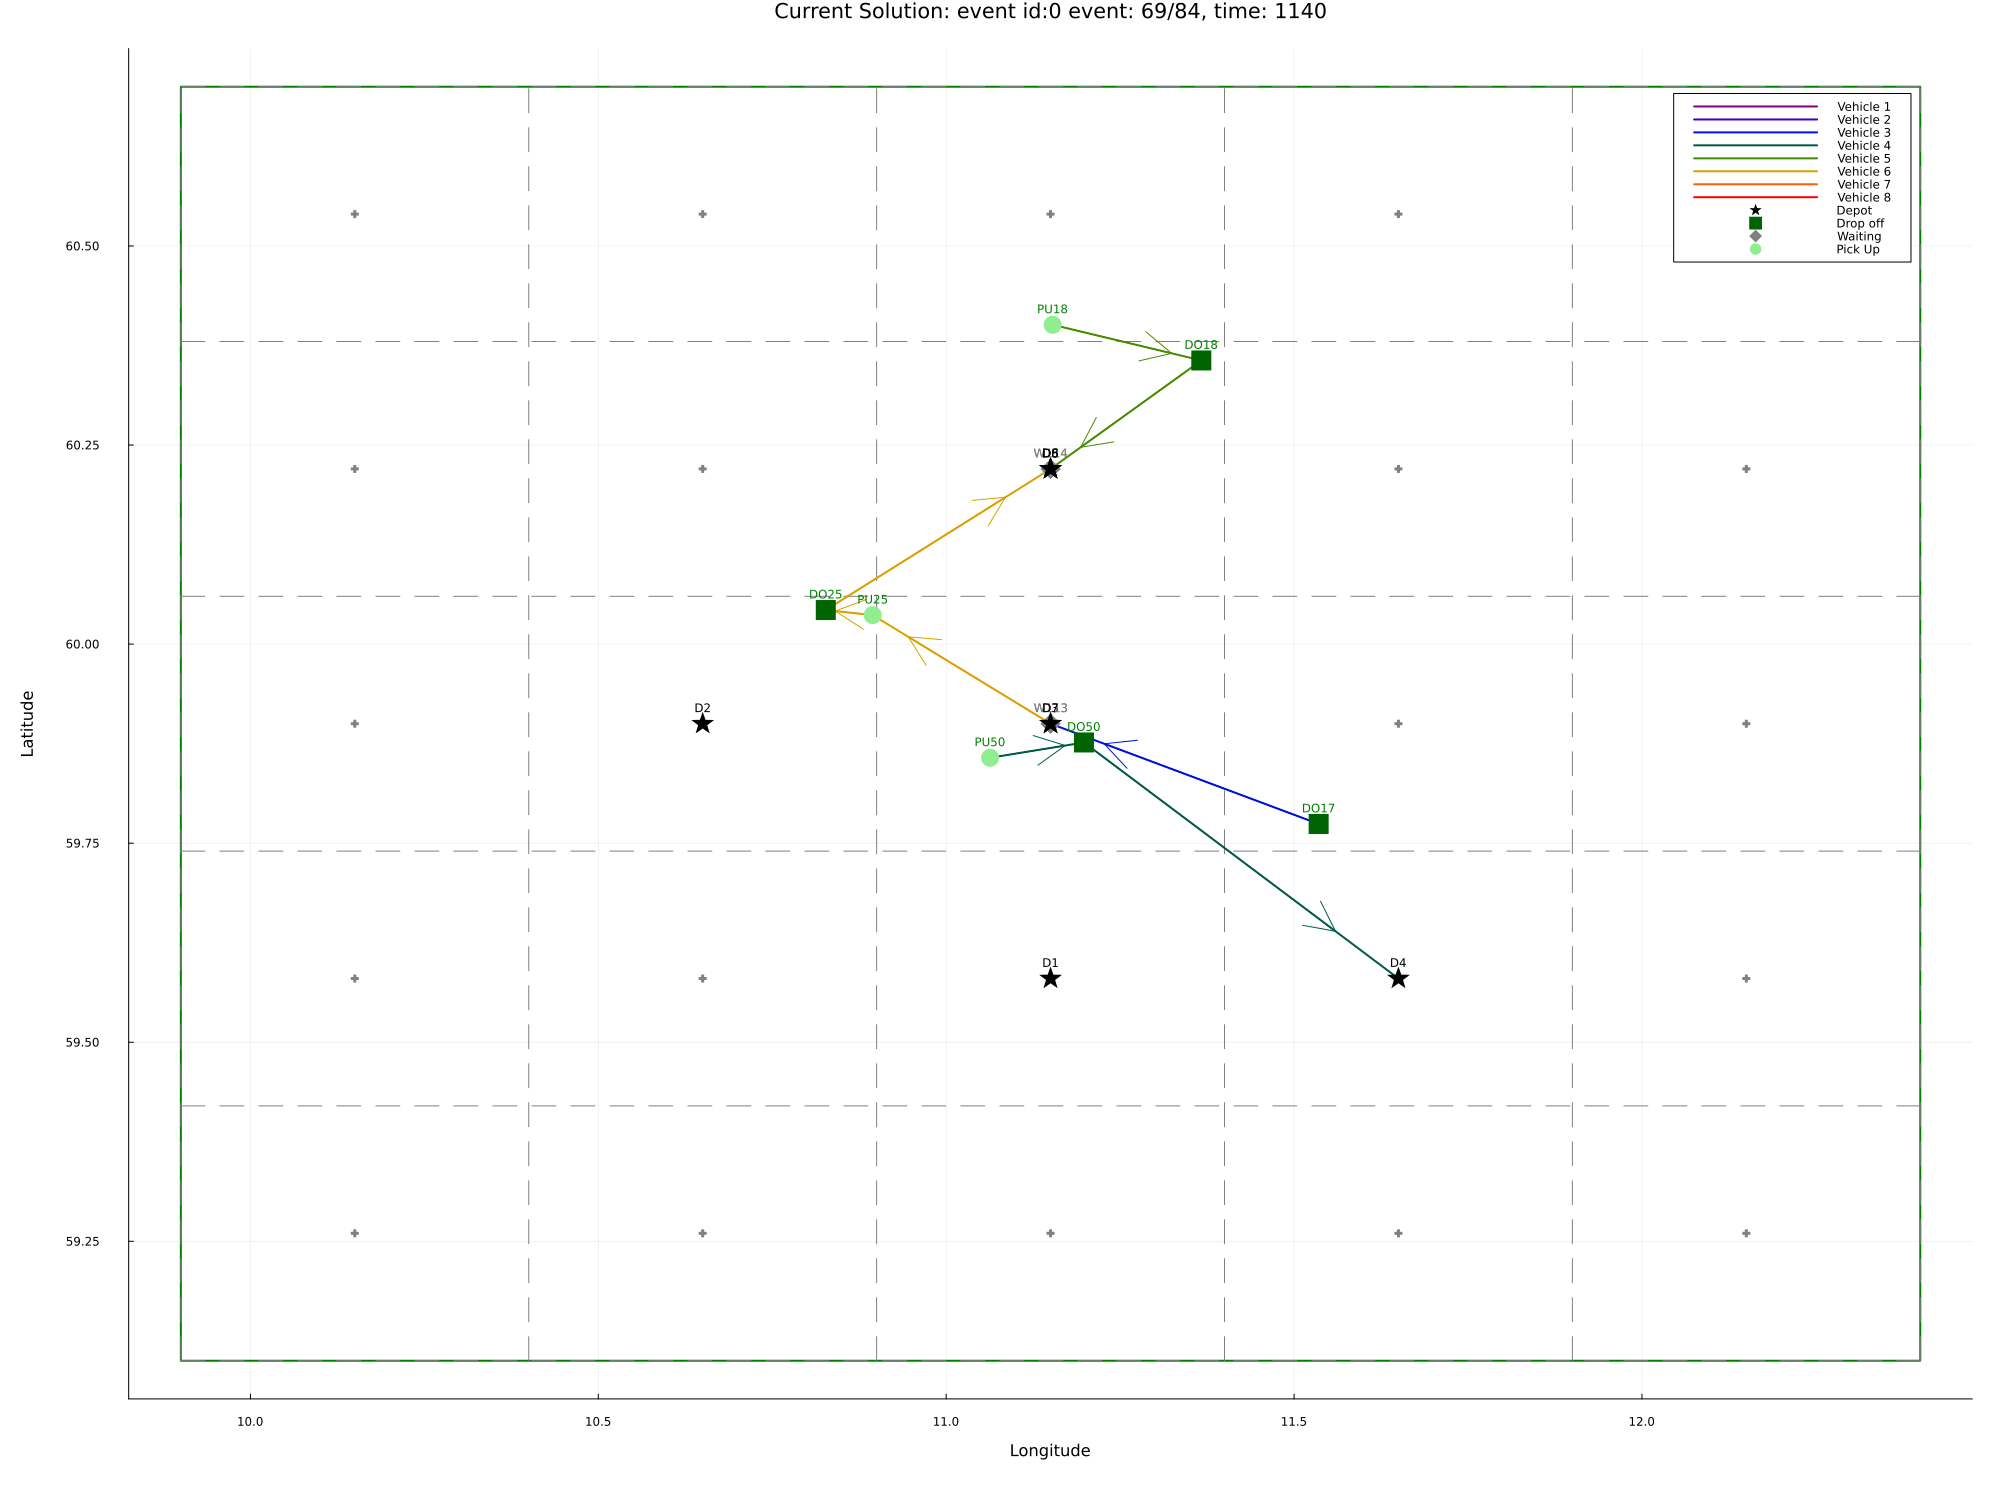 Current Solution: event id:0 event: 69/84, time: 1140
Vehicle 1
Vehicle 2
Vehicle 3
Vehicle 4
Vehicle 5
Vehicle 6
Vehicle 7
Vehicle 8
Depot
Drop off
Waiting
Pick Up
60.50
PU18
DO18
60.25
DO25
PU25
60.00
D2
DO50
PU50
Latitude
DO17
59.75
D1
D4
59.50
59.25
10.0
10.5
11.0
11.5
12.0
Longitude